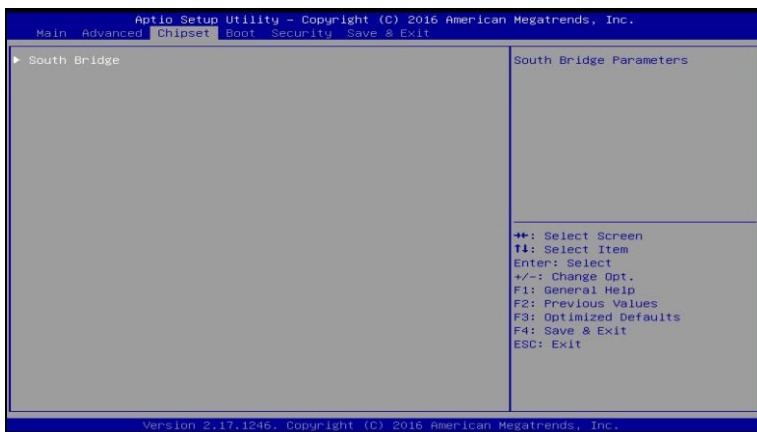 Aptio Setup Utility – Copyright (C) 2016 American Megatrends, Inc.
Main Advanced Chipset Boot Security Save & Exit
▶ South Bridge
South Bridge Parameters
→←: Select Screen
↑↓: Select Item
Enter: Select
+/-: Change Opt.
F1: General Help
F2: Previous Values
F3: Optimized Defaults
F4: Save & Exit
ESC: Exit
Version 2.17.1246. Copyright (C) 2016 American Megatrends, Inc.